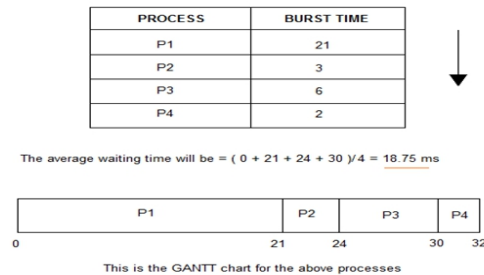 PROCESS BURST TIME
P1 21
P2 3
P3 6
P4 2
The average waiting time will be = ( 0 + 21 + 24 + 30 )/4 = 18.75 ms
P1 P2 P3 P4
0 21 24 30 32
This is the GANTT chart for the above processes